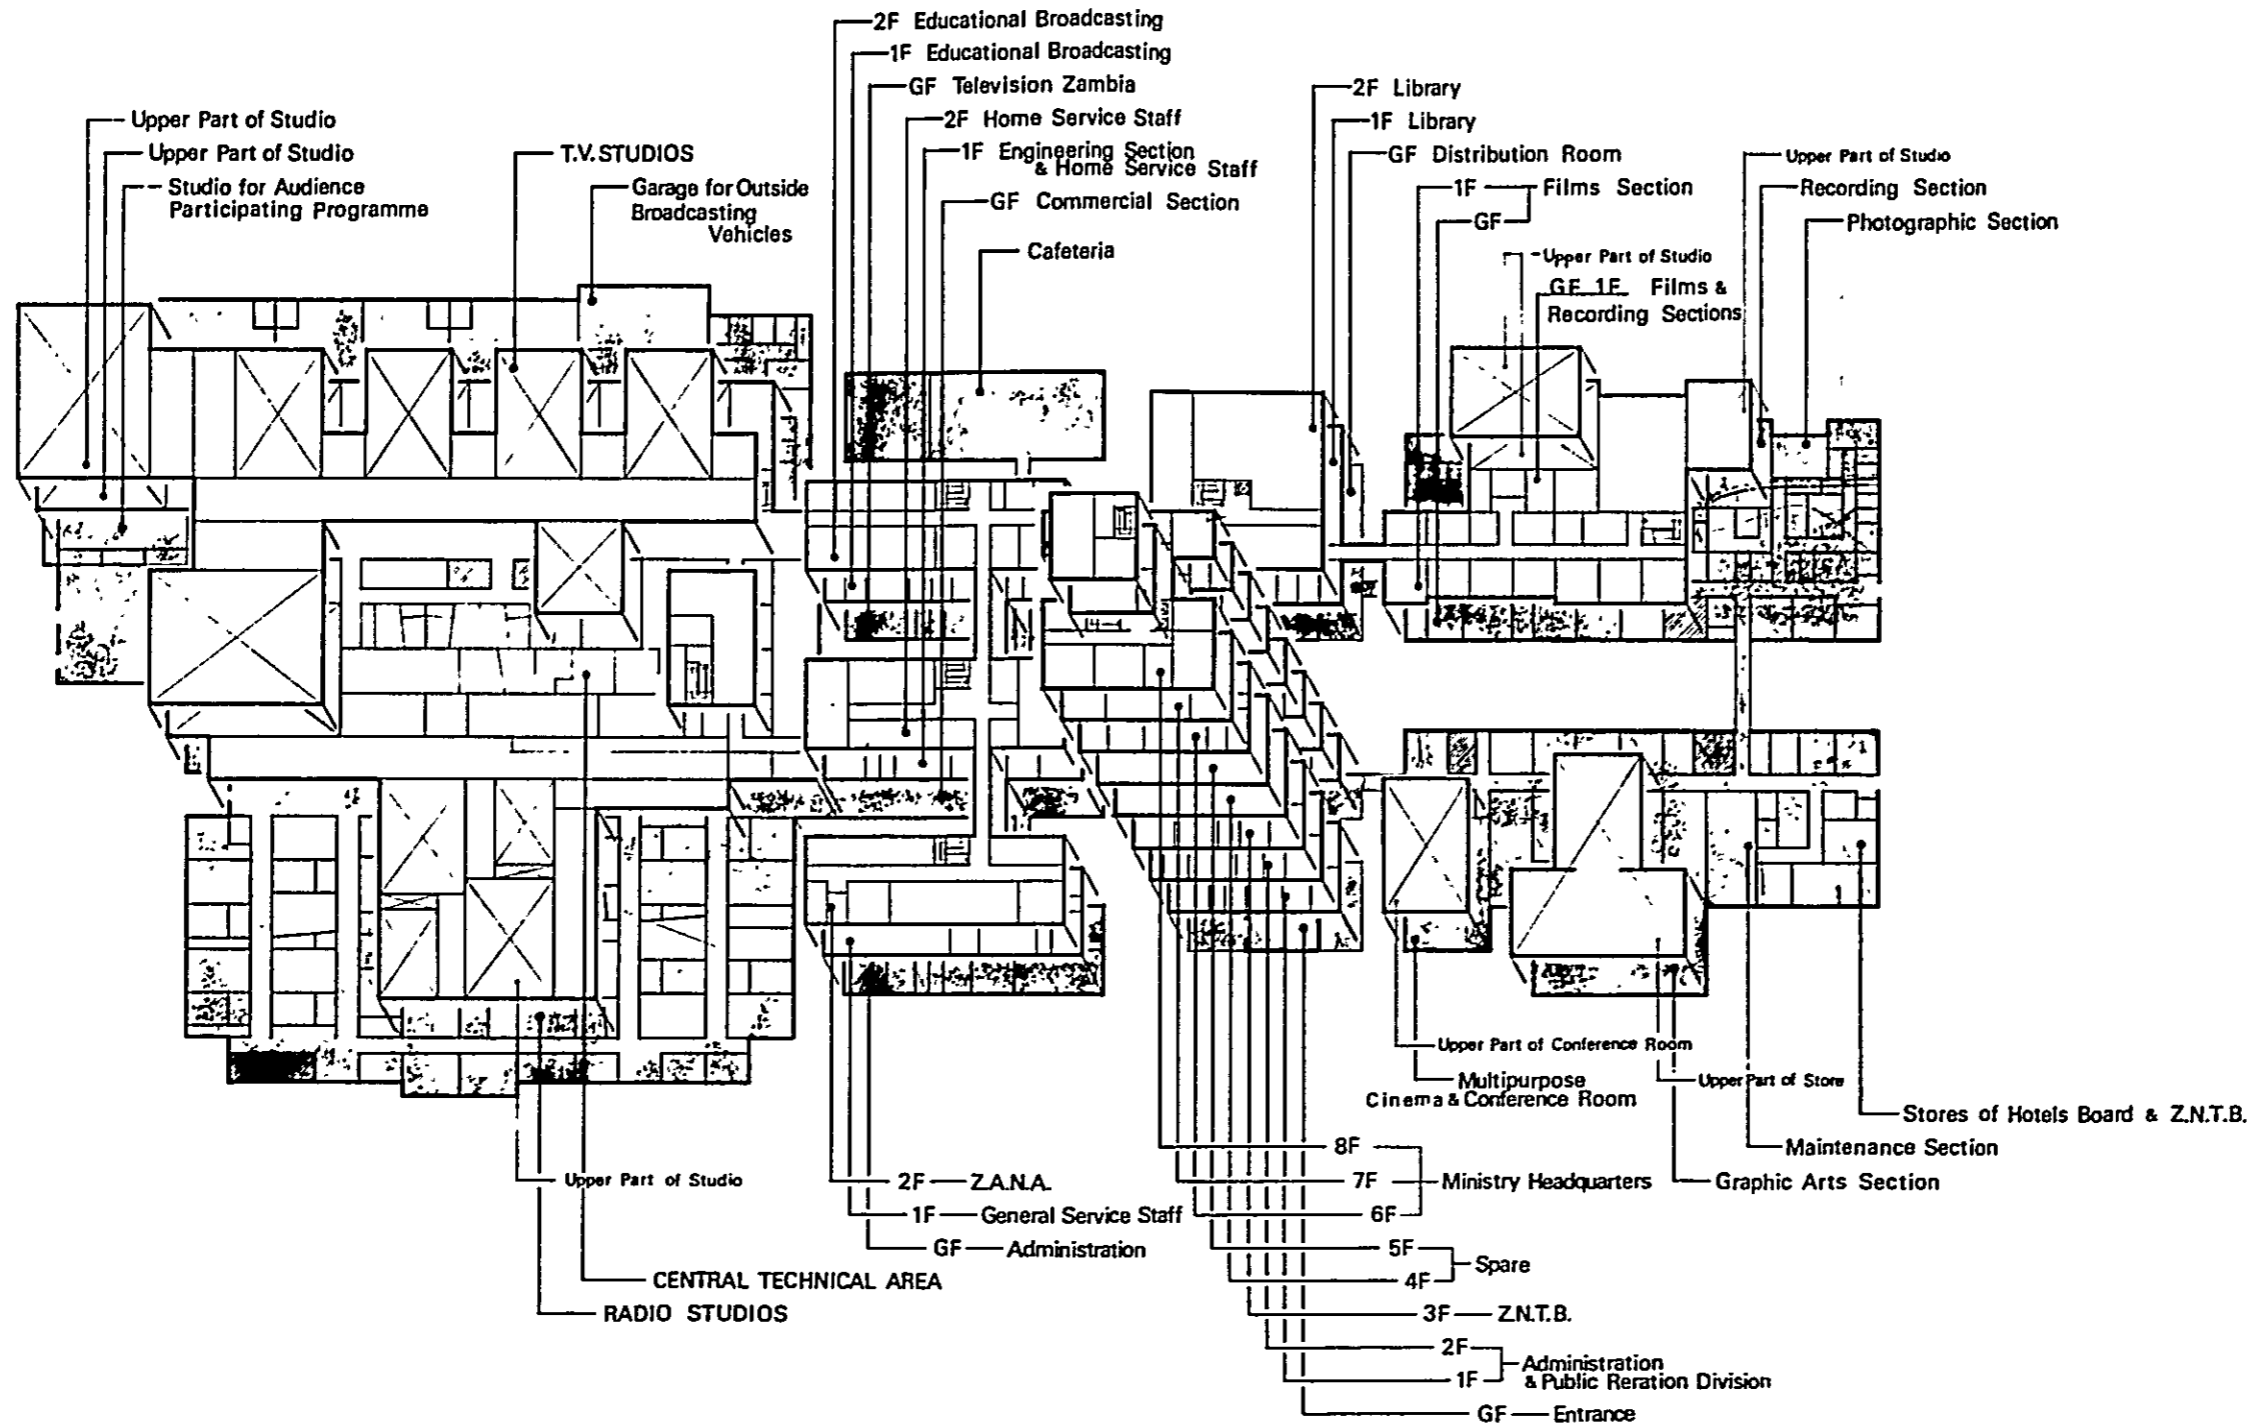 2F Educational Broadcasting
1F Educational Broadcasting
GF Television Zambia
2F Home Service Staff
1F Engineering Section
& Home Service Staff
GF Commercial Section
Cafeteria
Upper Part of Studio
Upper Part of Studio
Studio for Audience
Participating Programme
T.V. STUDIOS
Garage for Outside
Broadcasting
Vehicles
2F Library
1F Library
GF Distribution Room
1F Films Section
GF
Upper Part of Studio
GF 1F Films &
Recording Sections
Upper Part of Studio
Recording Section
Photographic Section
Upper Part of Studio
CENTRAL TECHNICAL AREA
RADIO STUDIOS
2F Z.A.N.A.
1F General Service Staff
GF Administration
Upper Part of Conference Room
Multipurpose
Cinema & Conference Room
Upper Part of Store
Stores of Hotels Board & Z.N.T.B.
Maintenance Section
Graphic Arts Section
8F
7F Ministry Headquarters
6F
5F
Spare
4F
3F Z.N.T.B.
2F
Administration
& Public Reration Division
1F
GF Entrance